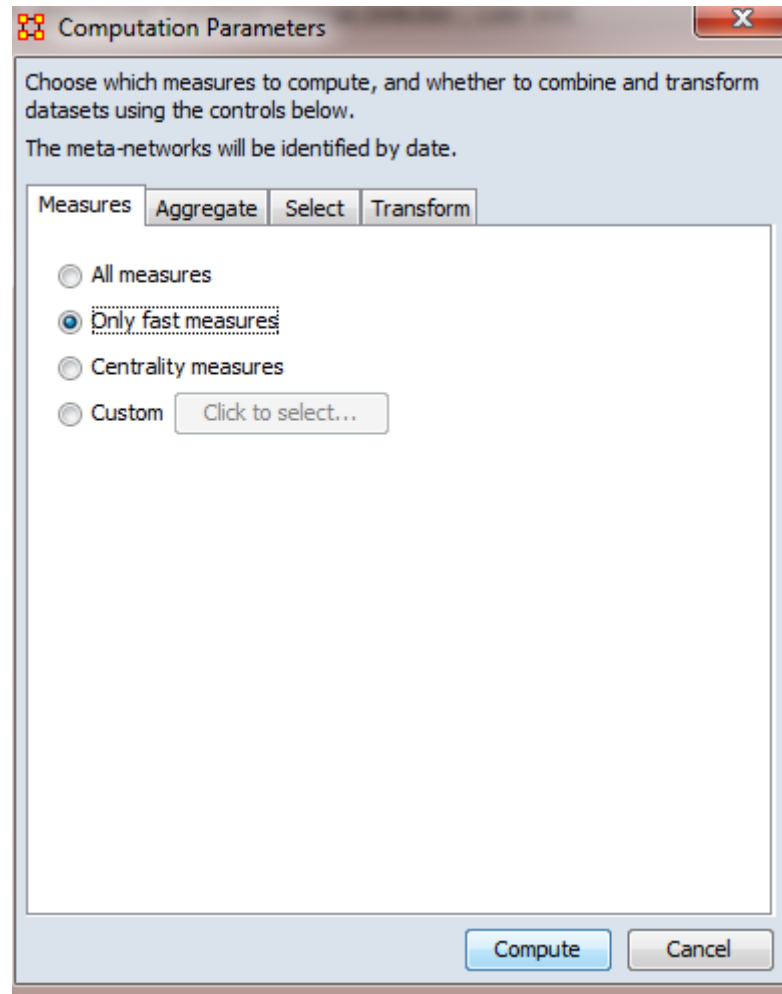 Computation Parameters
X
Choose which measures to compute, and whether to combine and transform
datasets using the controls below.
The meta-networks will be identified by date.
Measures Aggregate Select Transform
All measures
Only fast measures
Centrality measures
Custom Click to select...
Compute Cancel